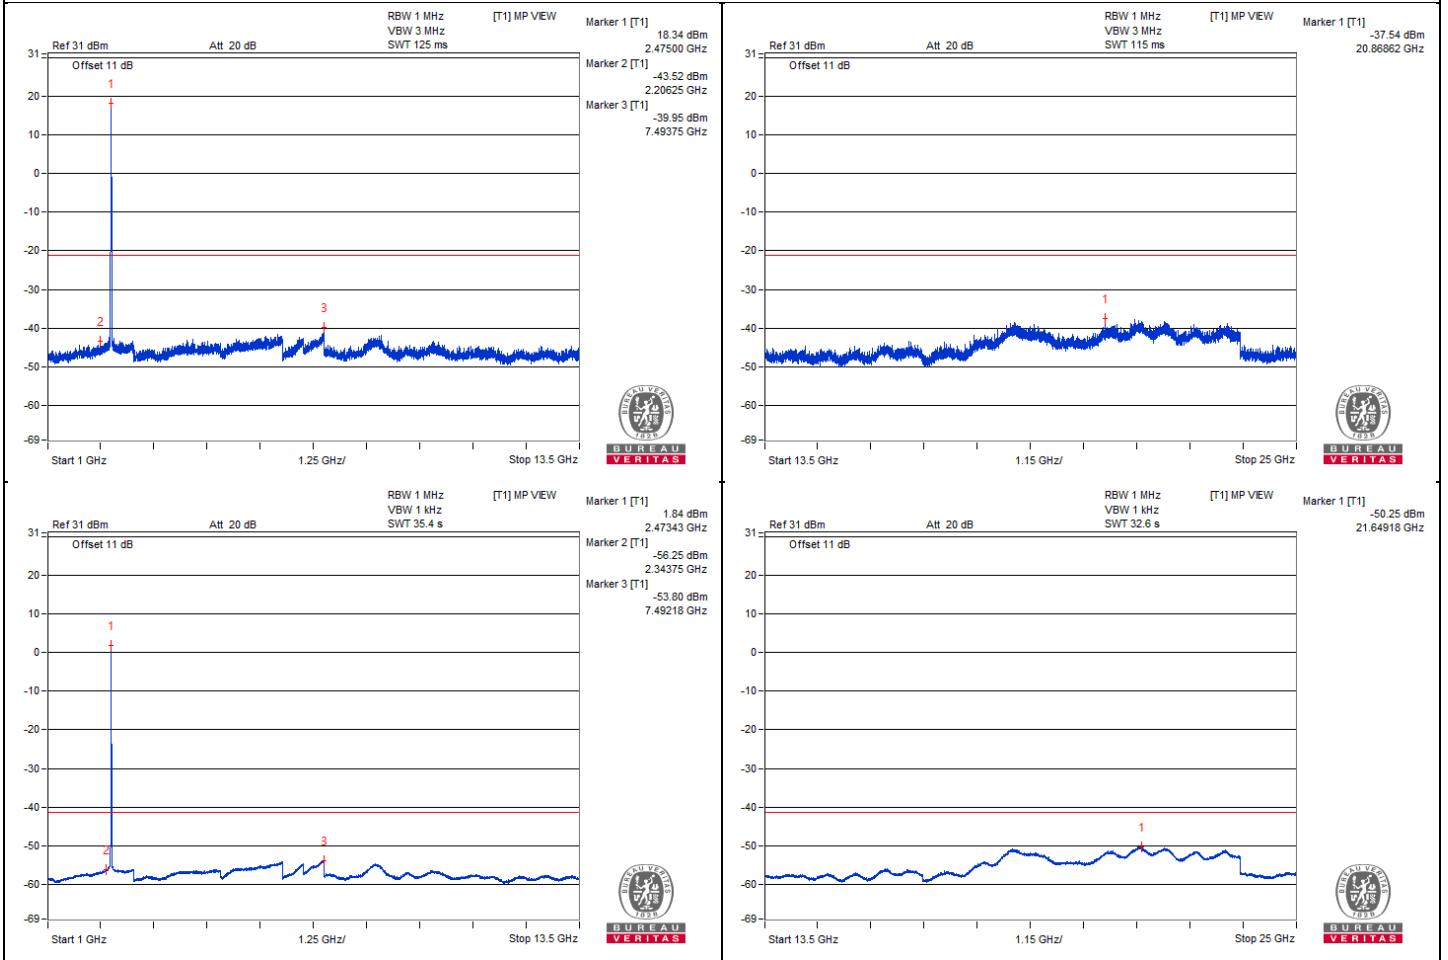 RBW 1 MHz [T1] MP VIEW
VBW 3 MHz
Ref 31 dBm Att 20 dB SWT 125 ms
Offset 11 dB
Marker 1 [T1]
18.34 dBm
2.47500 GHz
Marker 2 [T1]
-43.52 dBm
2.20625 GHz
Marker 3 [T1]
-39.95 dBm
7.49375 GHz
31
20
10
0
-10
-20
-30
-40
-50
-60
-69
1
2
3
Start 1 GHz 1.25 GHz/ Stop 13.5 GHz
BUREAU VERITAS
1828
BUREAU
VERITAS
RBW 1 MHz [T1] MP VIEW
VBW 3 MHz
Ref 31 dBm Att 20 dB SWT 115 ms
Offset 11 dB
Marker 1 [T1]
-37.54 dBm
20.86862 GHz
31
20
10
0
-10
-20
-30
-40
-50
-60
-69
1
Start 13.5 GHz 1.15 GHz/ Stop 25 GHz
BUREAU VERITAS
1828
BUREAU
VERITAS
RBW 1 MHz [T1] MP VIEW
VBW 1 kHz
Ref 31 dBm Att 20 dB SWT 35.4 s
Offset 11 dB
Marker 1 [T1]
1.84 dBm
2.47343 GHz
Marker 2 [T1]
-56.25 dBm
2.34375 GHz
Marker 3 [T1]
-53.80 dBm
7.49218 GHz
31
20
10
0
-10
-20
-30
-40
-50
-60
-69
1
2
3
Start 1 GHz 1.25 GHz/ Stop 13.5 GHz
BUREAU VERITAS
1828
BUREAU
VERITAS
RBW 1 MHz [T1] MP VIEW
VBW 1 kHz
Ref 31 dBm Att 20 dB SWT 32.6 s
Offset 11 dB
Marker 1 [T1]
-50.25 dBm
21.64918 GHz
31
20
10
0
-10
-20
-30
-40
-50
-60
-69
1
Start 13.5 GHz 1.15 GHz/ Stop 25 GHz
BUREAU VERITAS
1828
BUREAU
VERITAS